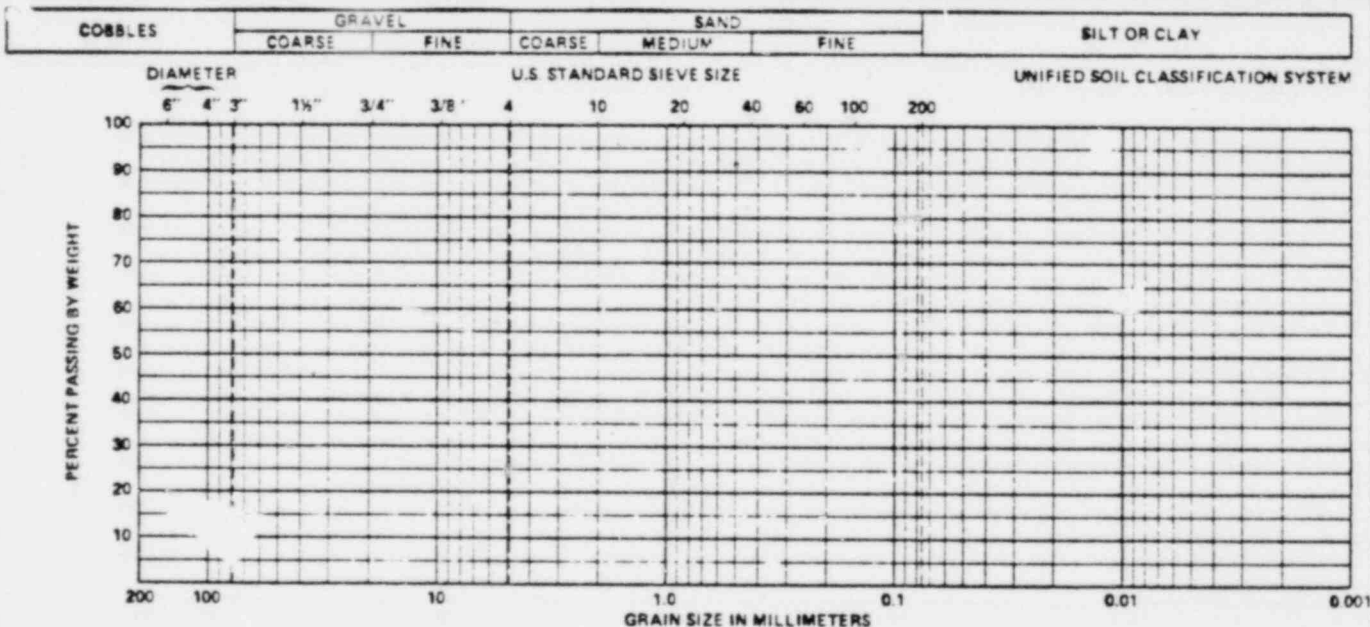 COBBLES GRAVEL SAND SILT OR CLAY
COARSE FINE COARSE MEDIUM FINE
DIAMETER U.S. STANDARD SIEVE SIZE UNIFIED SOIL CLASSIFICATION SYSTEM
6" 4" 3" 1½" 3/4" 3/8" 4 10 20 40 60 100 200
100
90
80
70
60
50
40
30
20
10
PERCENT PASSING BY WEIGHT
200 100 10 1.0 0.1 0.01 0.001
GRAIN SIZE IN MILLIMETERS